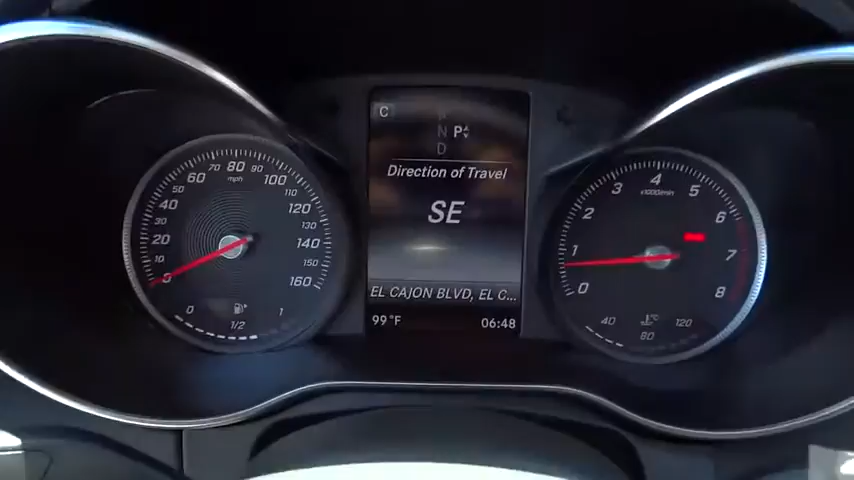 C
R
N P
D
Direction of Travel
SE
EL CAJON BLVD, EL C...
99°F 06:48
0 10 20 30 40 50 60 70 80 90 100 110 120 130 140 150 160
mph
0 1/2 1
0 1 2 3 4 5 6 7 8
x1000/min
40 80 120
°C